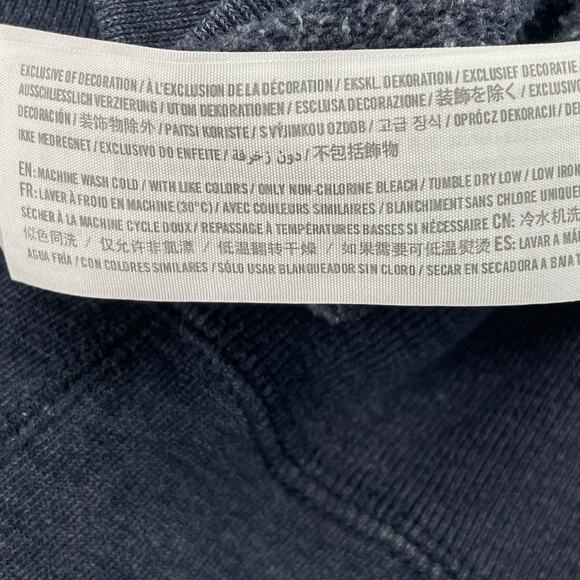 EXCLUSIVE OF DECORATION / À L'EXCLUSION DE LA DÉCORATION / EKSKL. DEKORATION / EXCLUSIEF DECORATIE /
AUSSCHLIESSLICH VERZIERUNG / UTOM DEKORATIONEN / ESCLUSA DECORAZIONE / 装飾を除く / EXCLUSIVO
DECORACIÓN / 装饰物除外 / PAITSI KORISTE / S VÝJIMKOU OZDOB / 고급 장식 / OPRÓCZ DEKORACJI / DE
IKKE MEDREGNET / EXCLUSIVO DO ENFEITE / دون زخرفة / 不包括飾物
EN: MACHINE WASH COLD / WITH LIKE COLORS / ONLY NON-CHLORINE BLEACH / TUMBLE DRY LOW / LOW IRON
FR: LAVER À FROID EN MACHINE (30°C) / AVEC COULEURS SIMILAIRES / BLANCHIMENT SANS CHLORE UNIQUE
SÉCHER À LA MACHINE CYCLE DOUX / REPASSAGE À TEMPÉRATURES BASSES SI NÉCESSAIRE CN: 冷水机洗
似色同洗 / 仅允许非氯漂 / 低温翻转干燥 / 如果需要可低温熨烫 ES: LAVAR A MÁ
AGUA FRÍA / CON COLORES SIMILARES / SÓLO USAR BLANQUEADOR SIN CLORO / SECAR EN SECADORA A BAJA T